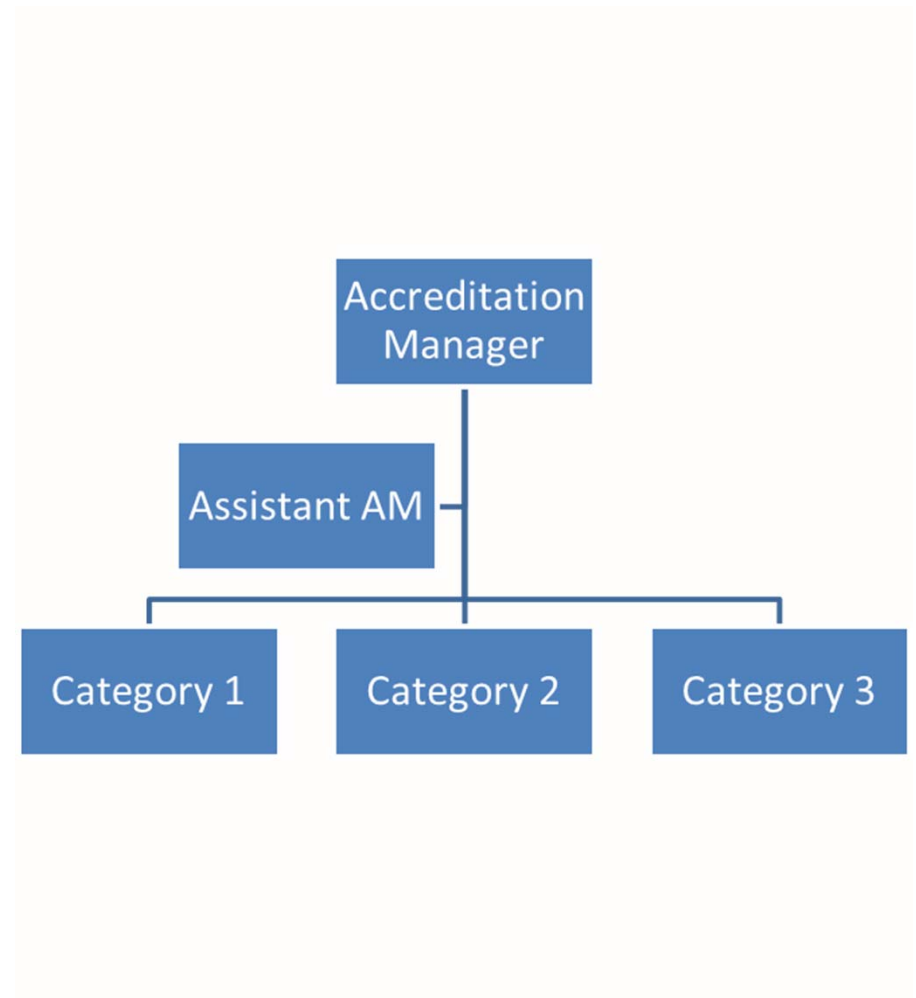 Accreditation
Manager
Assistant AM
Category 1
Category 2
Category 3